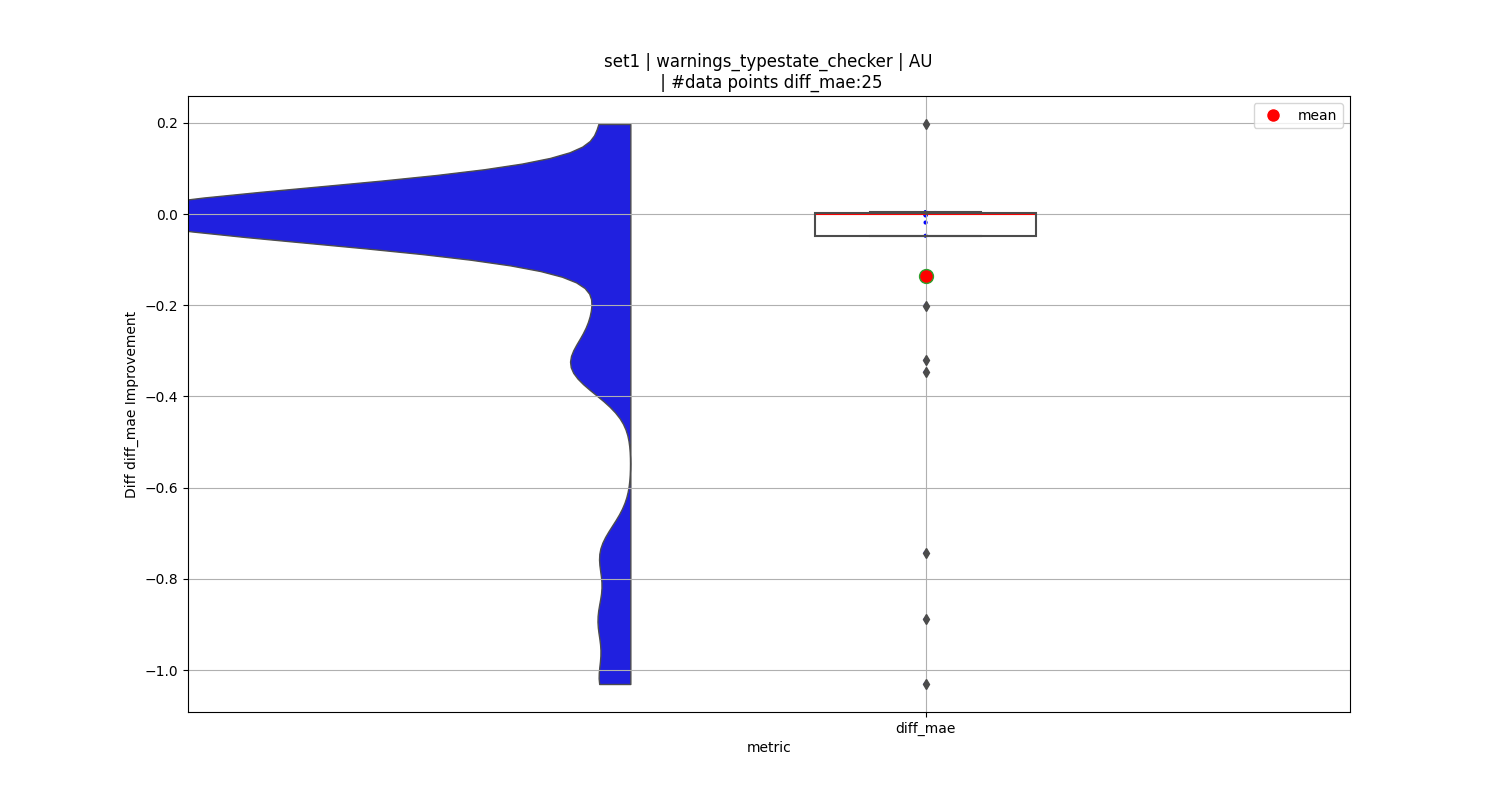 set1 | warnings_typestate_checker | AU
| #data points diff_mae:25
mean
0.2
0.0
−0.2
−0.4
−0.6
−0.8
−1.0
Diff diff_mae Improvement
diff_mae
metric